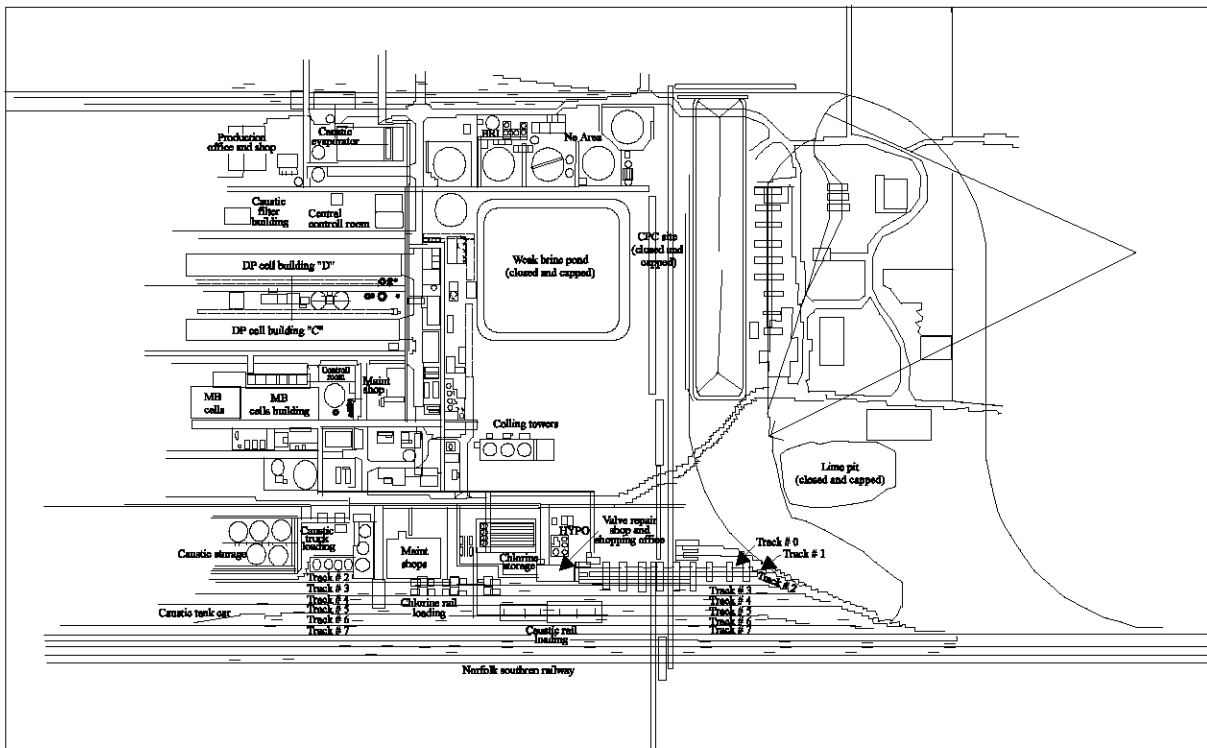 Production
office and shop
Caustic
evaporator
BRI
No Area
Caustic
filter
building
Central
controll room
Weak brine pond
(closed and capped)
CPC site
(closed and
capped)
DP cell building "D"
DP cell building "C"
Controll
room
Maint
shop
MB
cells
MB
cells building
Colling towers
Lime pit
(closed and capped)
Caustic storage
Caustic
truck
loading
Maint
shops
Chlorine
storage
HYPO
Valve repair
shop and
shopping office
Track # 0
Track # 1
Track # 2
Track # 2
Track # 3
Track # 4
Track # 5
Track # 6
Track # 7
Chlorine rail
loading
Track # 3
Track # 4
Track # 5
Track # 6
Track # 7
Caustic tank car
Caustic rail
loading
Norfolk southren railway